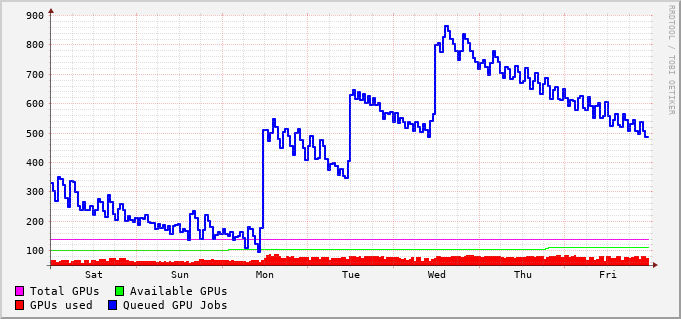 900
800
700
600
500
400
300
200
100
Sat Sun Mon Tue Wed Thu Fri
Total GPUs Available GPUs
GPUs used Queued GPU Jobs
RRDTOOL / TOBI OETIKER